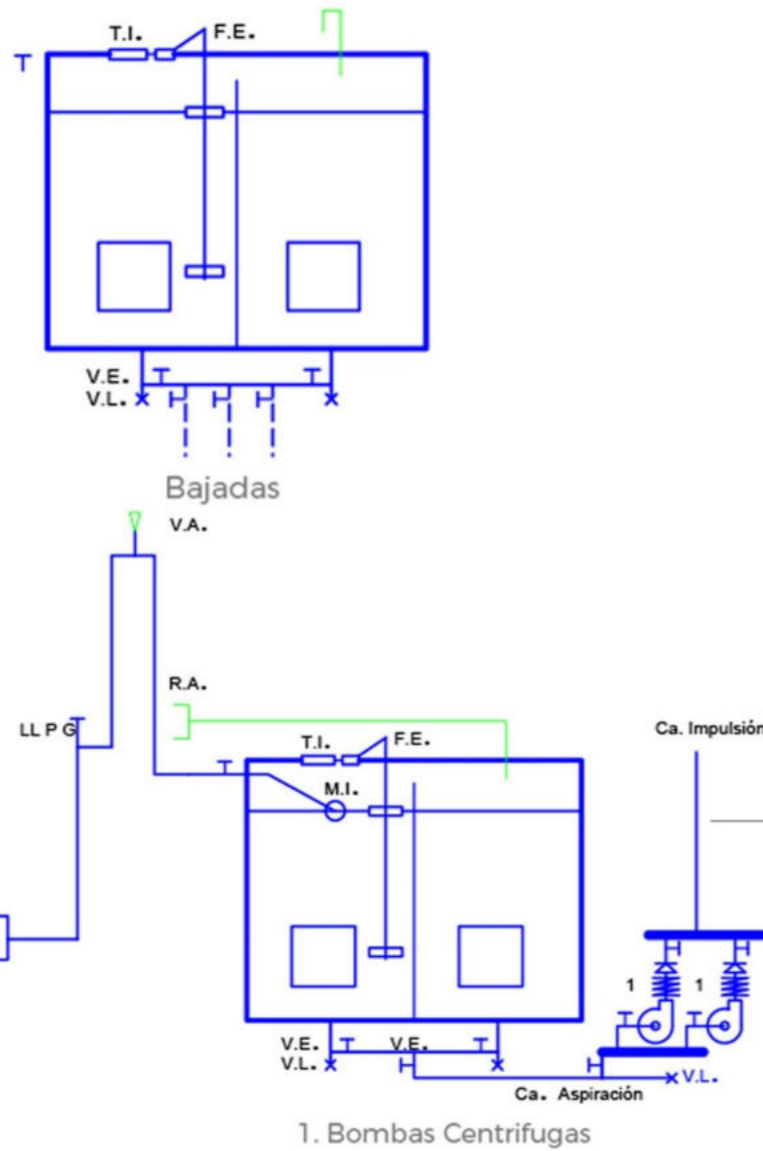 T.I. F.E.
V.E.
V.L.
Bajadas
V.A.
R.A.
LL P G
Ca. Impulsión
T.I. F.E.
M.I.
1 1
V.E. V.E.
V.L.
V.L.
Ca. Aspiración
1. Bombas Centrifugas